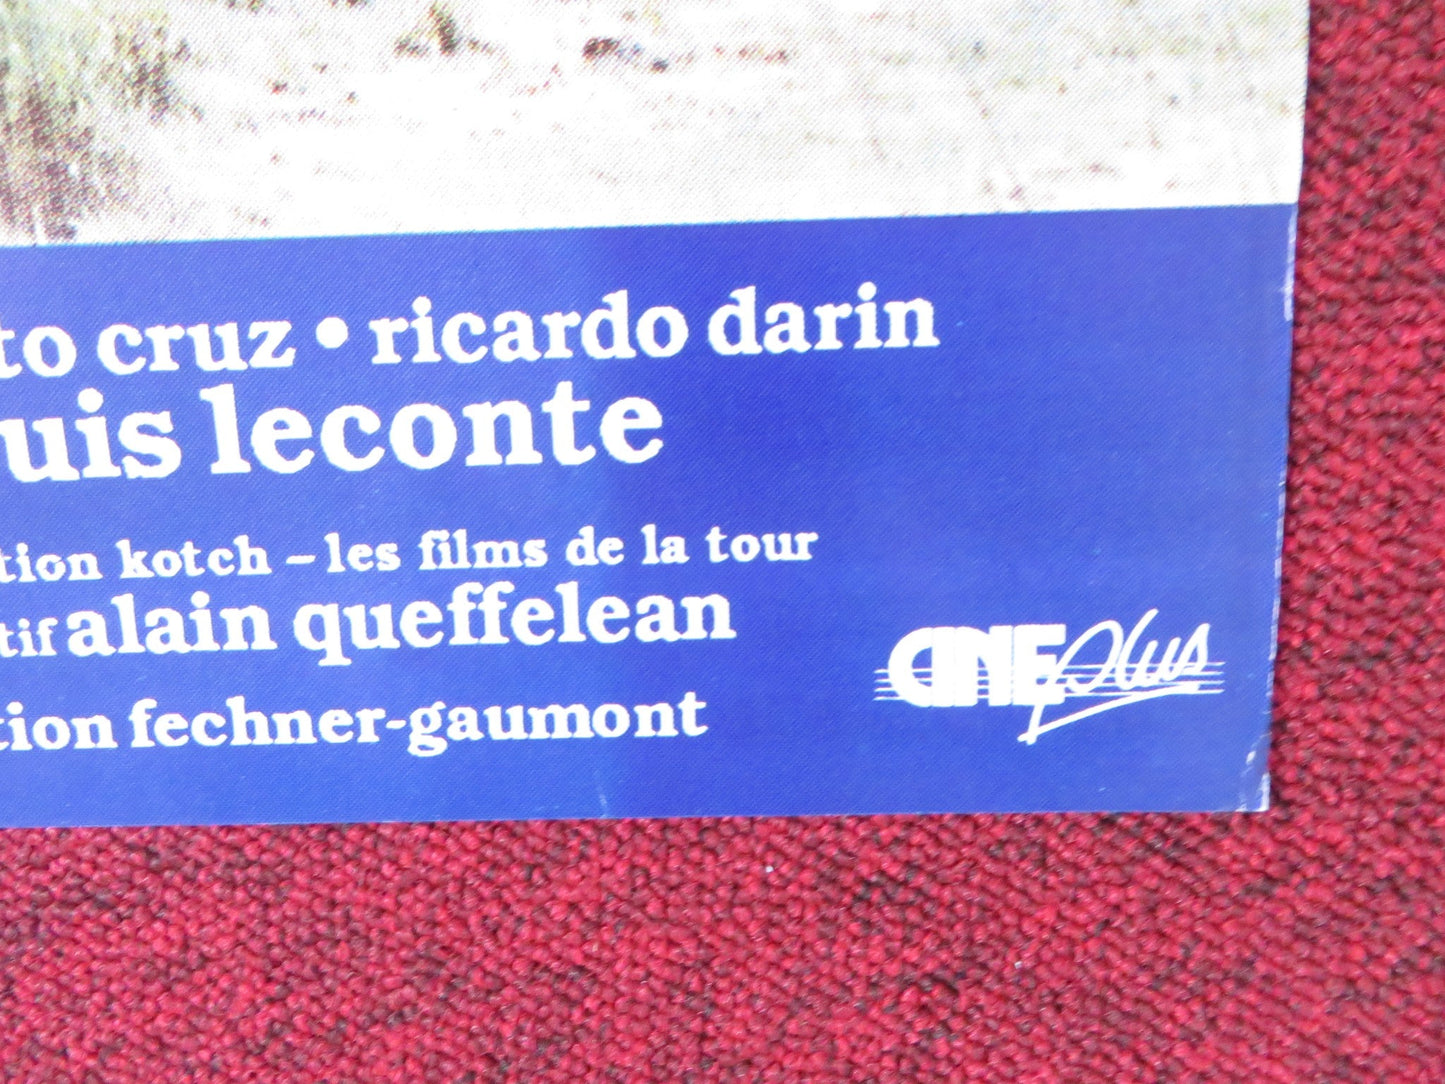 to cruz • ricardo darin
uis leconte
tion kotch – les films de la tour
tif alain queffelean
tion fechner-gaumont
CINE plus